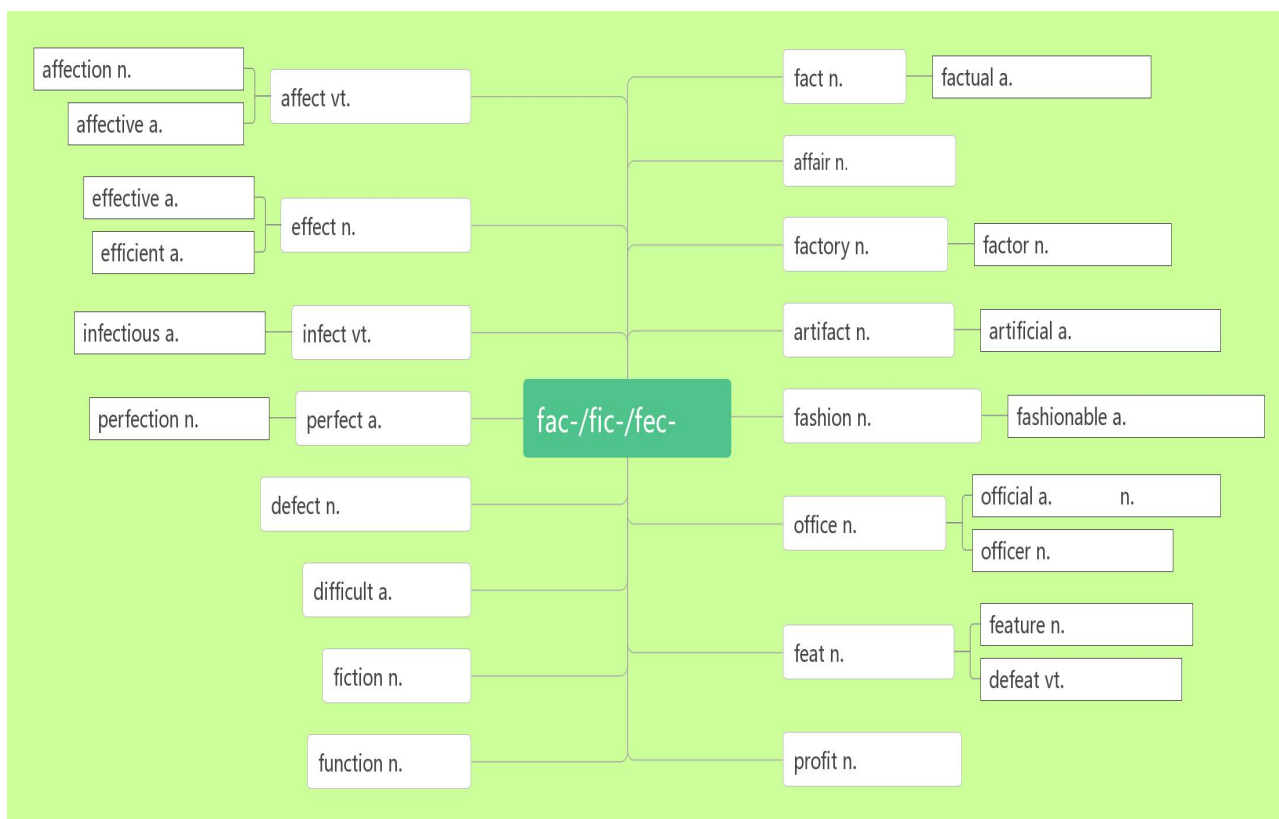 fac-/fic-/fec-
affect vt.
affection n.
affective a.
effect n.
effective a.
efficient a.
infect vt.
infectious a.
perfect a.
perfection n.
defect n.
difficult a.
fiction n.
function n.
fact n.
factual a.
affair n.
factory n.
factor n.
artifact n.
artificial a.
fashion n.
fashionable a.
office n.
official a. n.
officer n.
feat n.
feature n.
defeat vt.
profit n.